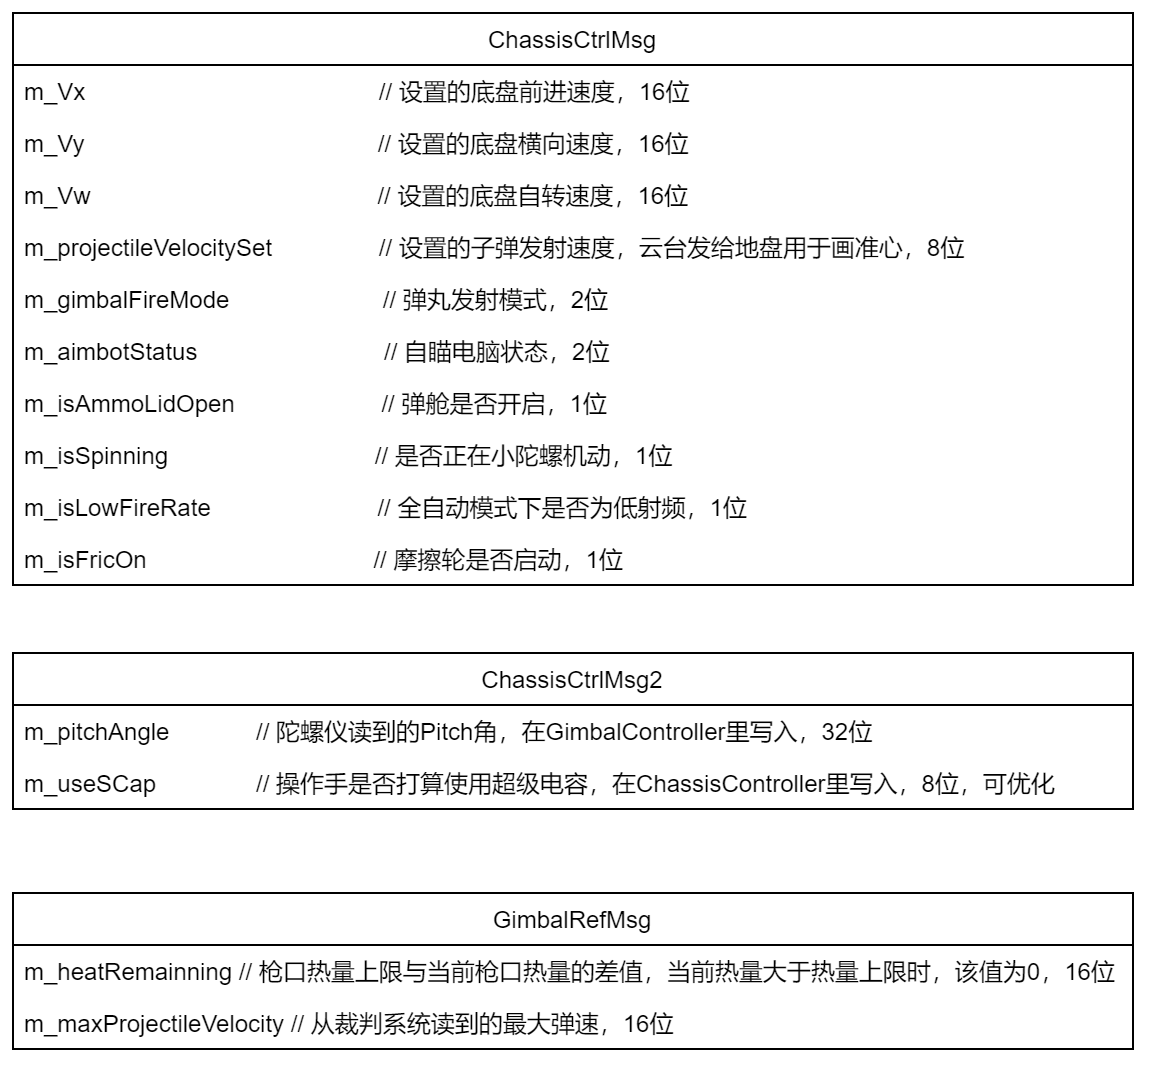 ChassisCtrlMsg
m_Vx // 设置的底盘前进速度，16位
m_Vy // 设置的底盘横向速度，16位
m_Vw // 设置的底盘自转速度，16位
m_projectileVelocitySet // 设置的子弹发射速度，云台发给地盘用于画准心，8位
m_gimbalFireMode // 弹丸发射模式，2位
m_aimbotStatus // 自瞄电脑状态，2位
m_isAmmoLidOpen // 弹舱是否开启，1位
m_isSpinning // 是否正在小陀螺机动，1位
m_isLowFireRate // 全自动模式下是否为低射频，1位
m_isFricOn // 摩擦轮是否启动，1位
ChassisCtrlMsg2
m_pitchAngle // 陀螺仪读到的Pitch角，在GimbalController里写入，32位
m_useSCap // 操作手是否打算使用超级电容，在ChassisController里写入，8位，可优化
GimbalRefMsg
m_heatRemainning // 枪口热量上限与当前枪口热量的差值，当前热量大于热量上限时，该值为0，16位
m_maxProjectileVelocity // 从裁判系统读到的最大弹速，16位